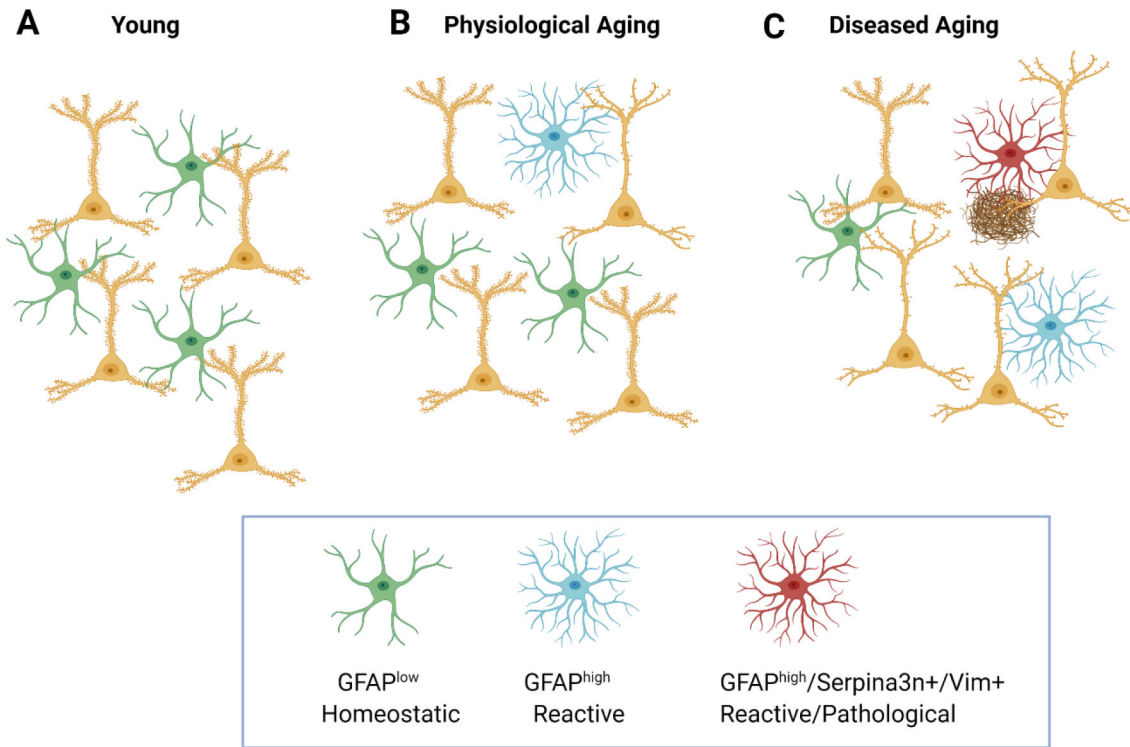 A Young
B Physiological Aging
C Diseased Aging
GFAPlow
Homeostatic
GFAPhigh
Reactive
GFAPhigh/Serpina3n+/Vim+
Reactive/Pathological